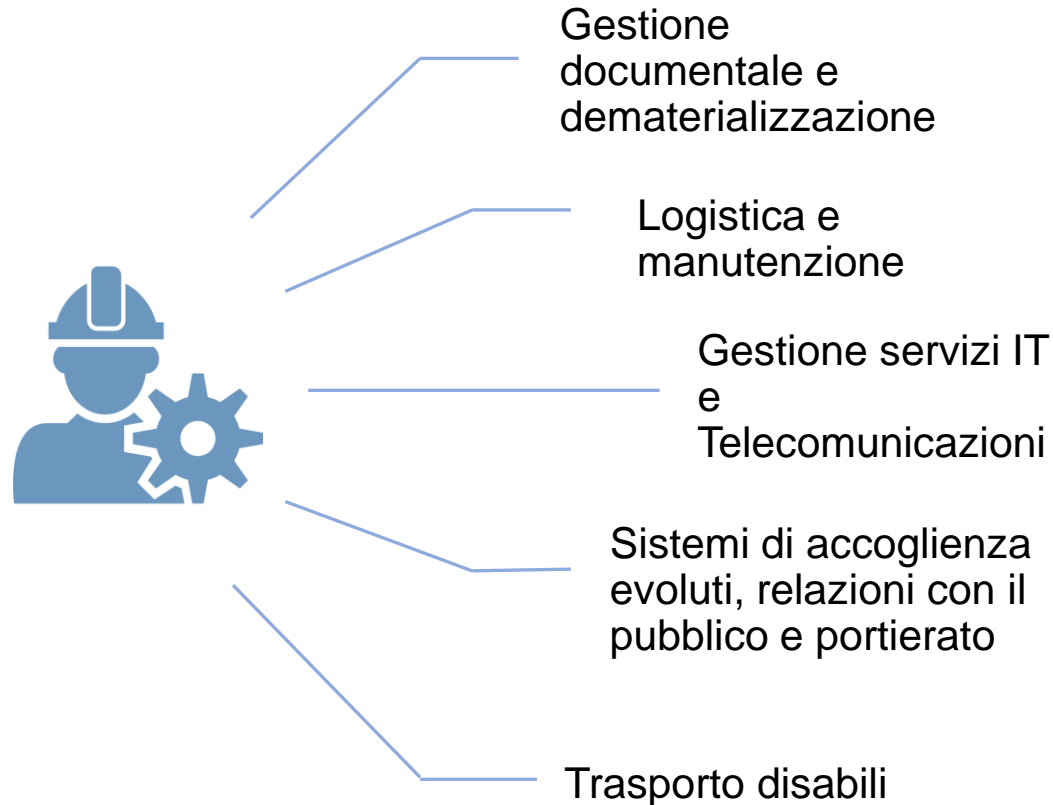 Gestione
documentale e
dematerializzazione
Logistica e
manutenzione
Gestione servizi IT
e
Telecomunicazioni
Sistemi di accoglienza
evoluti, relazioni con il
pubblico e portierato
Trasporto disabili